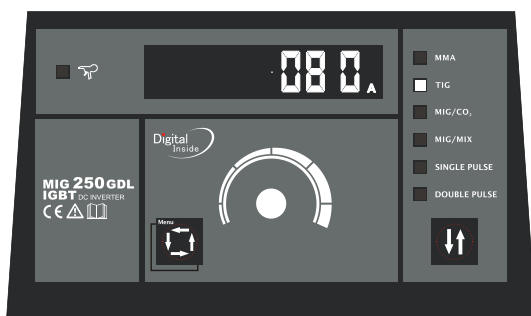 080 A
MMA
TIG
MIG/CO₂
MIG/MIX
SINGLE PULSE
DOUBLE PULSE
Digital
Inside
MIG 250 GDL
IGBT DC INVERTER
CE
Menu